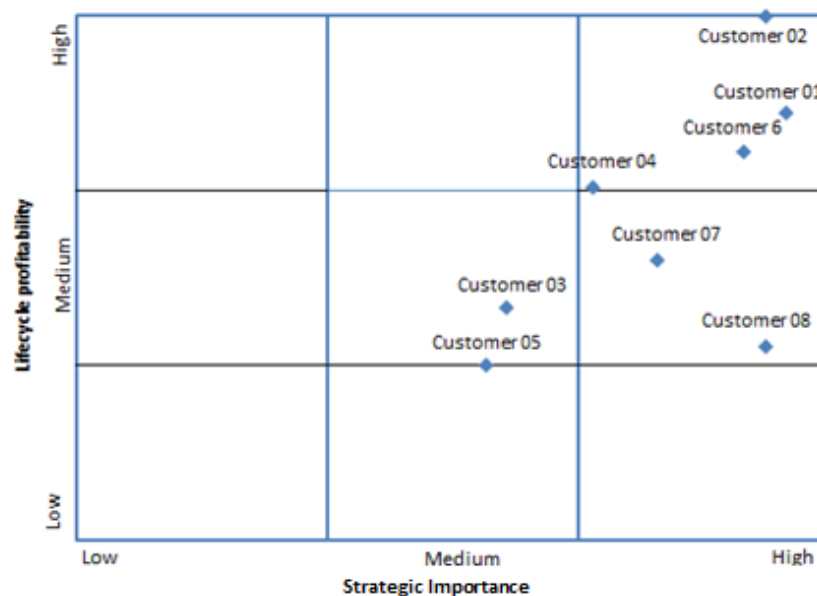 High
Customer 02
Customer 01
Customer 6
Customer 04
Lifecycle profitability
Medium
Customer 07
Customer 03
Customer 08
Customer 05
Low
Low
Medium
High
Strategic Importance